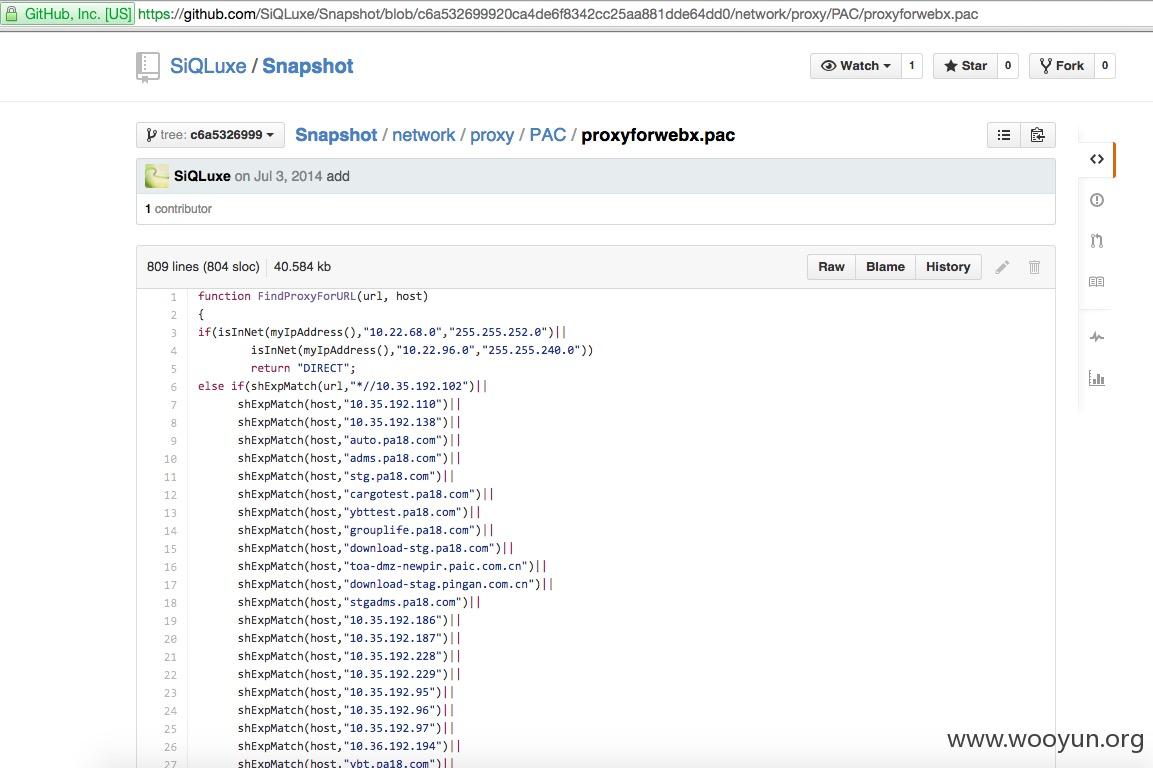 GitHub, Inc. [US] https://github.com/SiQLuxe/Snapshot/blob/c6a532699920ca4de6f8342cc25aa881dde64dd0/network/proxy/PAC/proxyforwebx.pac
SiQLuxe / Snapshot
Watch 1 Star 0 Fork 0
tree: c6a5326999 Snapshot / network / proxy / PAC / proxyforwebx.pac
SiQLuxe on Jul 3, 2014 add
1 contributor
809 lines (804 sloc) 40.584 kb Raw Blame History
1 function FindProxyForURL(url, host)
2 {
3 if(isInNet(myIpAddress(),"10.22.68.0","255.255.252.0")||
4 isInNet(myIpAddress(),"10.22.96.0","255.255.240.0"))
5 return "DIRECT";
6 else if(shExpMatch(url,"*//10.35.192.102")||
7 shExpMatch(host,"10.35.192.110")||
8 shExpMatch(host,"10.35.192.138")||
9 shExpMatch(host,"auto.pa18.com")||
10 shExpMatch(host,"adms.pa18.com")||
11 shExpMatch(host,"stg.pa18.com")||
12 shExpMatch(host,"cargotest.pa18.com")||
13 shExpMatch(host,"ybttest.pa18.com")||
14 shExpMatch(host,"grouplife.pa18.com")||
15 shExpMatch(host,"download-stg.pa18.com")||
16 shExpMatch(host,"toa-dmz-newpir.paic.com.cn")||
17 shExpMatch(host,"download-stag.pingan.com.cn")||
18 shExpMatch(host,"stgadms.pa18.com")||
19 shExpMatch(host,"10.35.192.186")||
20 shExpMatch(host,"10.35.192.187")||
21 shExpMatch(host,"10.35.192.228")||
22 shExpMatch(host,"10.35.192.229")||
23 shExpMatch(host,"10.35.192.95")||
24 shExpMatch(host,"10.35.192.96")||
25 shExpMatch(host,"10.35.192.97")||
26 shExpMatch(host,"10.36.192.194")||
27 shExpMatch(host,"ybt.pa18.com")||
www.wooyun.org